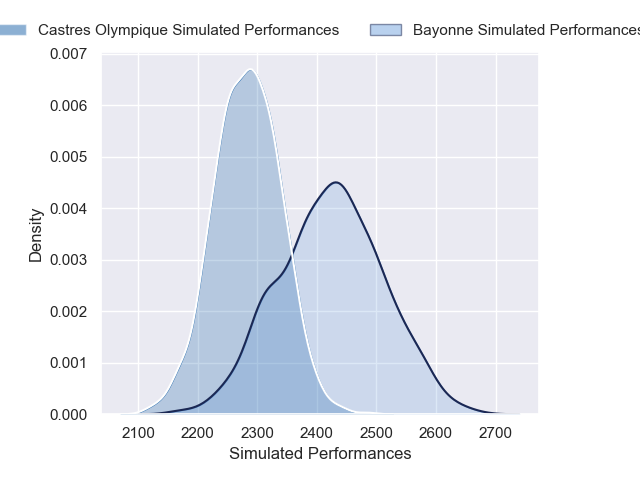 Castres Olympique Simulated Performances
Bayonne Simulated Performances
0.007
0.006
0.005
0.004
0.003
0.002
0.001
0.000
Density
2100 2200 2300 2400 2500 2600 2700
Simulated Performances